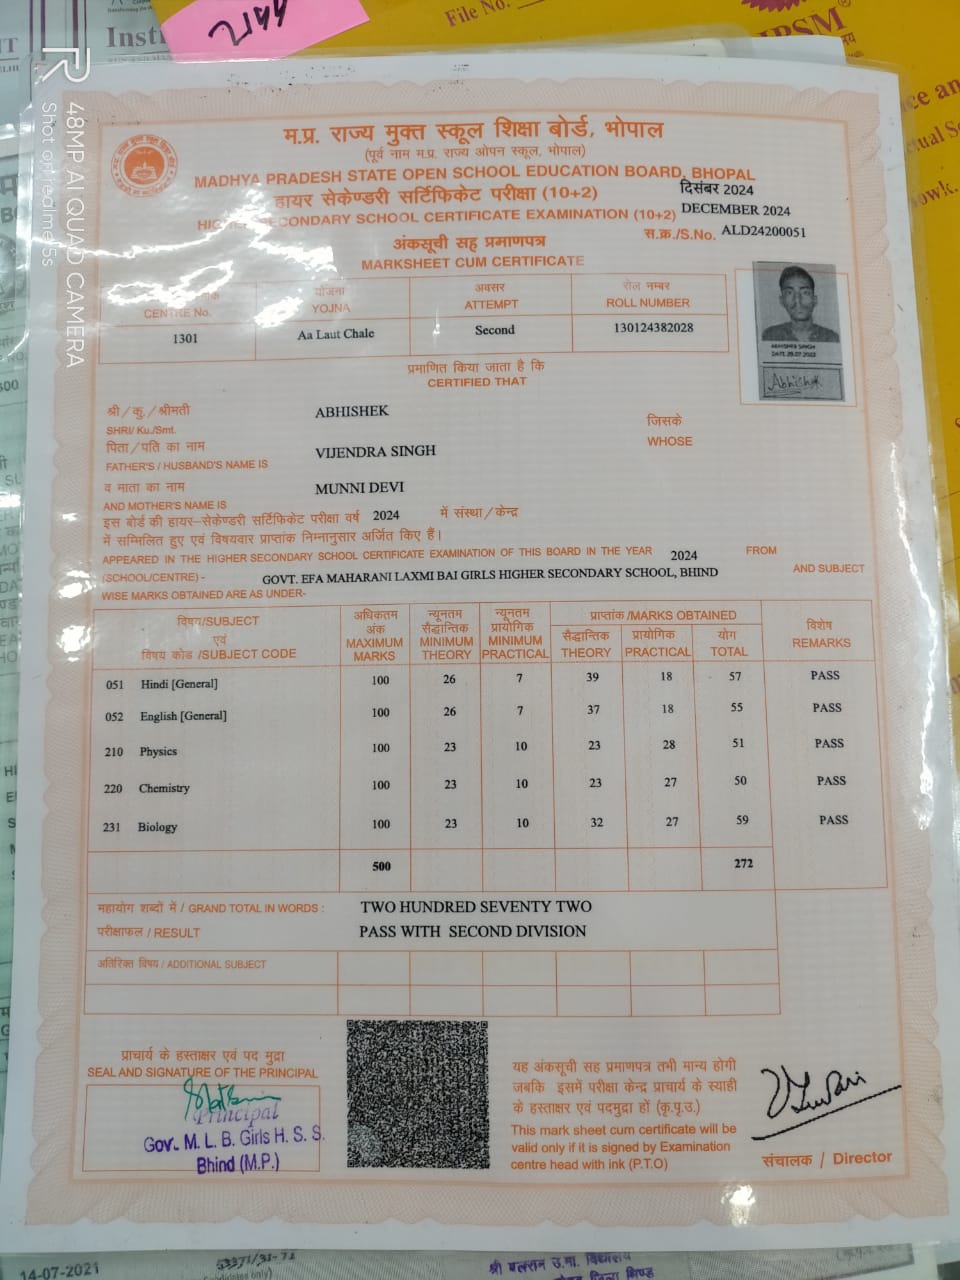 File No.
Insti
म.प्र. राज्य मुक्त स्कूल शिक्षा बोर्ड, भोपाल
(पूर्व नाम म.प्र. राज्य ओपन स्कूल, भोपाल)
MADHYA PRADESH STATE OPEN SCHOOL EDUCATION BOARD, BHOPAL
हायर सेकेण्डरी सर्टिफिकेट परीक्षा (10+2) दिसंबर 2024
HIGHER SECONDARY SCHOOL CERTIFICATE EXAMINATION (10+2) DECEMBER 2024
अंकसूची सह प्रमाणपत्र स.क्र./S.No. ALD24200051
MARKSHEET CUM CERTIFICATE
योजना अवसर रोल नम्बर
CENTRE No. YOJNA ATTEMPT ROLL NUMBER
1301 Aa Laut Chale Second 130124382028
ABHISHEK SINGH
DATE 29.07.2023
Abhishek
प्रमाणित किया जाता है कि
CERTIFIED THAT
श्री/कु./श्रीमती ABHISHEK जिसके
SHRI/ Ku./Smt. WHOSE
पिता/पति का नाम VIJENDRA SINGH
FATHER'S / HUSBAND'S NAME IS
व माता का नाम MUNNI DEVI
AND MOTHER'S NAME IS
इस बोर्ड की हायर-सेकेण्डरी सर्टिफिकेट परीक्षा वर्ष 2024 में संस्था/केन्द्र
में सम्मिलित हुए एवं विषयवार प्राप्तांक निम्नानुसार अर्जित किए हैं।
APPEARED IN THE HIGHER SECONDARY SCHOOL CERTIFICATE EXAMINATION OF THIS BOARD IN THE YEAR 2024 FROM
(SCHOOL/CENTRE) - GOVT. EFA MAHARANI LAXMI BAI GIRLS HIGHER SECONDARY SCHOOL, BHIND AND SUBJECT
WISE MARKS OBTAINED ARE AS UNDER-
विषय/SUBJECT अधिकतम न्यूनतम न्यूनतम प्राप्तांक/MARKS OBTAINED विशेष
एवं अंक सैद्धान्तिक प्रायोगिक सैद्धान्तिक प्रायोगिक योग REMARKS
विषय कोड /SUBJECT CODE MAXIMUM MINIMUM MINIMUM THEORY PRACTICAL TOTAL
MARKS THEORY PRACTICAL
051 Hindi [General] 100 26 7 39 18 57 PASS
052 English [General] 100 26 7 37 18 55 PASS
210 Physics 100 23 10 23 28 51 PASS
220 Chemistry 100 23 10 23 27 50 PASS
231 Biology 100 23 10 32 27 59 PASS
500 272
महायोग शब्दों में / GRAND TOTAL IN WORDS : TWO HUNDRED SEVENTY TWO
परीक्षाफल / RESULT PASS WITH SECOND DIVISION
अतिरिक्त विषय / ADDITIONAL SUBJECT
प्राचार्य के हस्ताक्षर एवं पद मुद्रा
SEAL AND SIGNATURE OF THE PRINCIPAL
Principal
Gov. M. L. B. Girls H. S. S.
Bhind (M.P.)
यह अंकसूची सह प्रमाणपत्र तभी मान्य होगी
जबकि इसमें परीक्षा केन्द्र प्राचार्य के स्याही
के हस्ताक्षर एवं पदमुद्रा हों (कृ.पृ.उ.)
This mark sheet cum certificate will be
valid only if it is signed by Examination
centre head with ink (P.T.O)
संचालक / Director
14-07-2021
48MP AI QUAD CAMERA
Shot on realme 5s